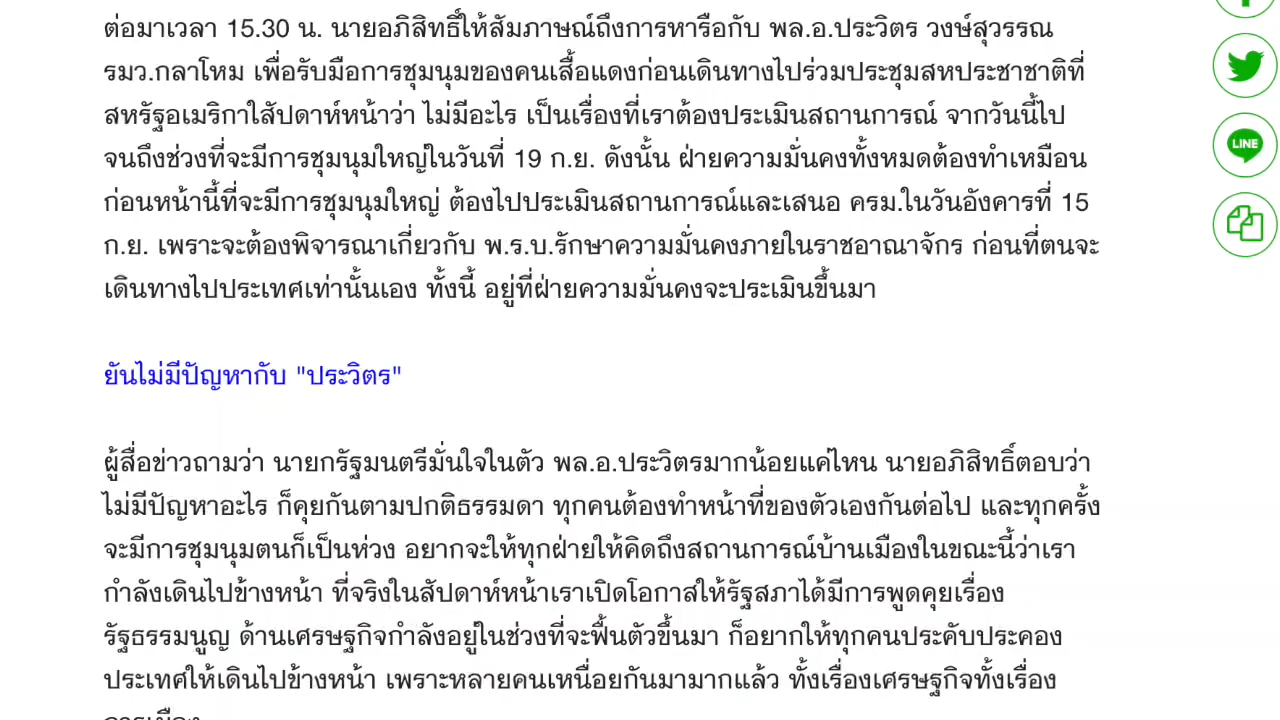 ต่อมาเวลา 15.30 น. นายอภิสิทธิ์ให้สัมภาษณ์ถึงการหารือกับ พล.อ.ประวิตร วงษ์สุวรรณ
รมว.กลาโหม เพื่อรับมือการชุมนุมของคนเสื้อแดงก่อนเดินทางไปร่วมประชุมสหประชาชาติที่
สหรัฐอเมริกาใสัปดาห์หน้าว่า ไม่มีอะไร เป็นเรื่องที่เราต้องประเมินสถานการณ์ จากวันนี้ไป
จนถึงช่วงที่จะมีการชุมนุมใหญ่ในวันที่ 19 ก.ย. ดังนั้น ฝ่ายความมั่นคงทั้งหมดต้องทำเหมือน
ก่อนหน้านี้ที่จะมีการชุมนุมใหญ่ ต้องไปประเมินสถานการณ์และเสนอ ครม.ในวันอังคารที่ 15
ก.ย. เพราะจะต้องพิจารณาเกี่ยวกับ พ.ร.บ.รักษาความมั่นคงภายในราชอาณาจักร ก่อนที่ตนจะ
เดินทางไปประเทศเท่านั้นเอง ทั้งนี้ อยู่ที่ฝ่ายความมั่นคงจะประเมินขึ้นมา
ยันไม่มีปัญหากับ "ประวิตร"
ผู้สื่อข่าวถามว่า นายกรัฐมนตรีมั่นใจในตัว พล.อ.ประวิตรมากน้อยแค่ไหน นายอภิสิทธิ์ตอบว่า
ไม่มีปัญหาอะไร ก็คุยกันตามปกติธรรมดา ทุกคนต้องทำหน้าที่ของตัวเองกันต่อไป และทุกครั้ง
จะมีการชุมนุมตนก็เป็นห่วง อยากจะให้ทุกฝ่ายให้คิดถึงสถานการณ์บ้านเมืองในขณะนี้ว่าเรา
กำลังเดินไปข้างหน้า ที่จริงในสัปดาห์หน้าเราเปิดโอกาสให้รัฐสภาได้มีการพูดคุยเรื่อง
รัฐธรรมนูญ ด้านเศรษฐกิจกำลังอยู่ในช่วงที่จะฟื้นตัวขึ้นมา ก็อยากให้ทุกคนประคับประคอง
ประเทศให้เดินไปข้างหน้า เพราะหลายคนเหนื่อยกันมามากแล้ว ทั้งเรื่องเศรษฐกิจทั้งเรื่อง
LINE